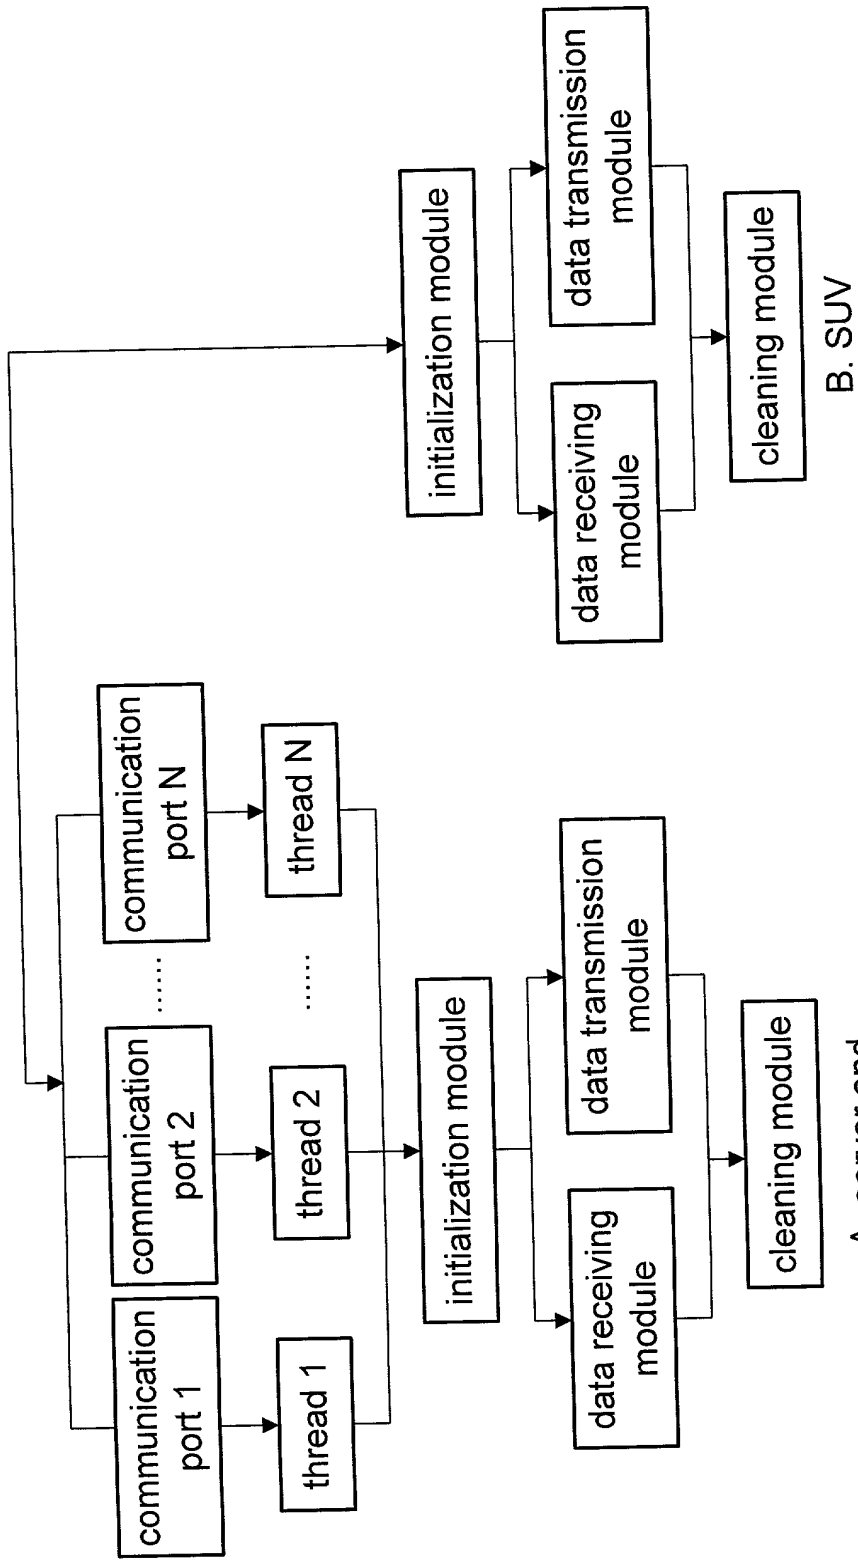 communication
port 1
communication
port 2
……
communication
port N
thread 1
thread 2
……
thread N
initialization module
data receiving
module
data transmission
module
cleaning module
A. server end
initialization module
data receiving
module
data transmission
module
cleaning module
B. SUV